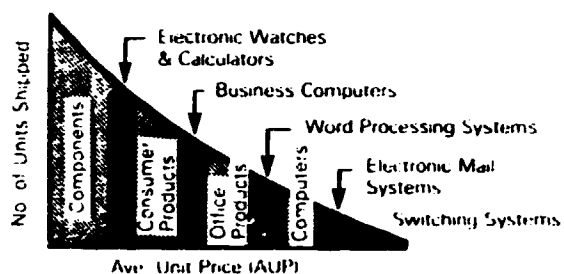 Electronic Watches
& Calculators
Business Computers
Word Processing Systems
Electronic Mail
Systems
Switching Systems
No of Units Shipped
Components
Consumer
Products
Office
Products
Computers
Ave Unit Price (AUP)